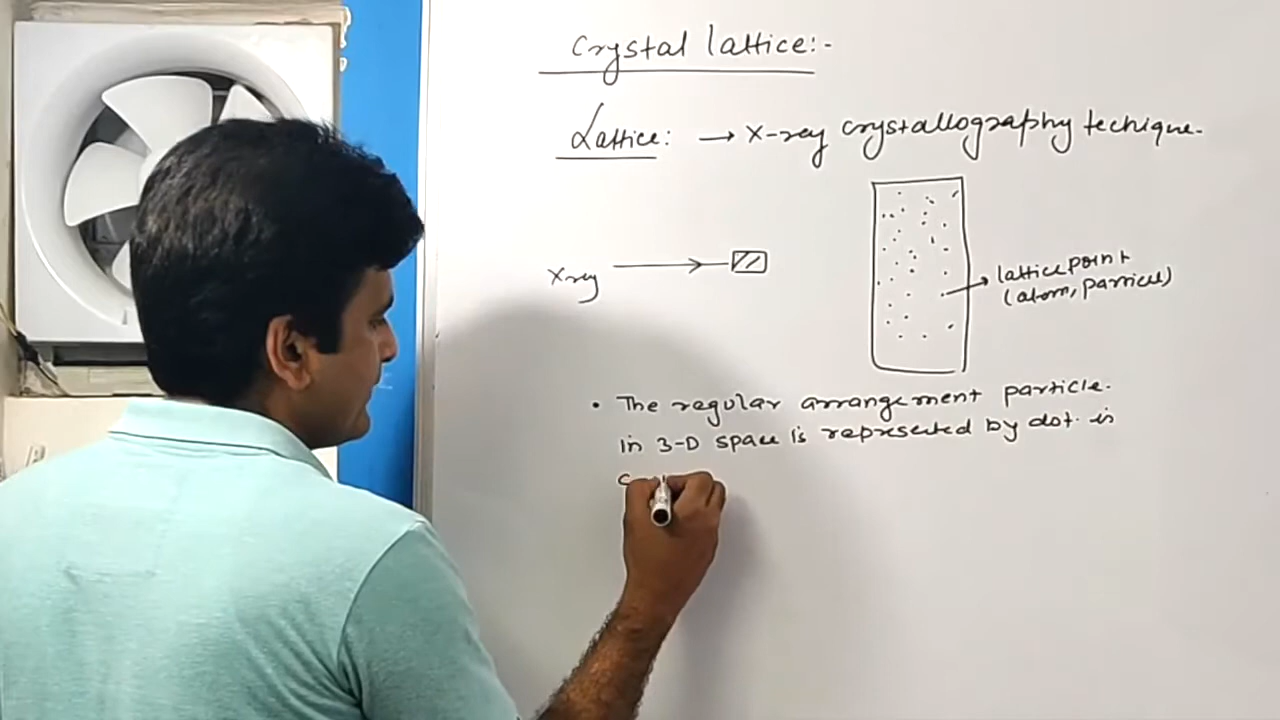 Crystal lattice:-
Lattice: → X-ray crystallography techique.
X-ray
lattice point
(atom, particles)
• The regular arrangement particle.
in 3-D space is represented by dot. is